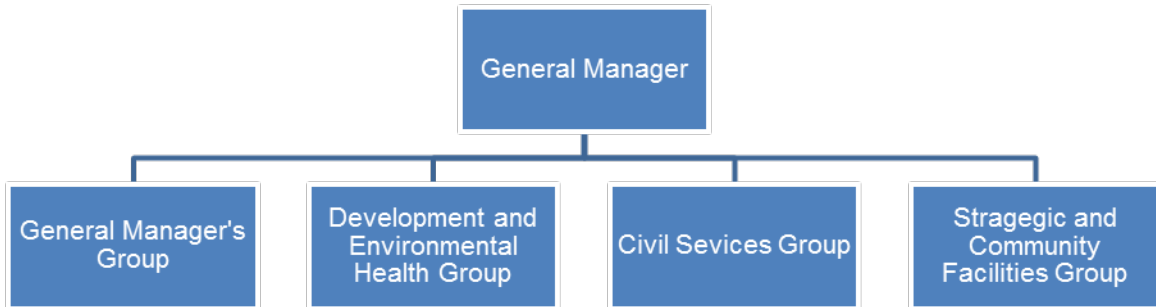 General Manager
General Manager's
Group
Development and
Environmental
Health Group
Civil Sevices Group
Stragegic and
Community
Facilities Group